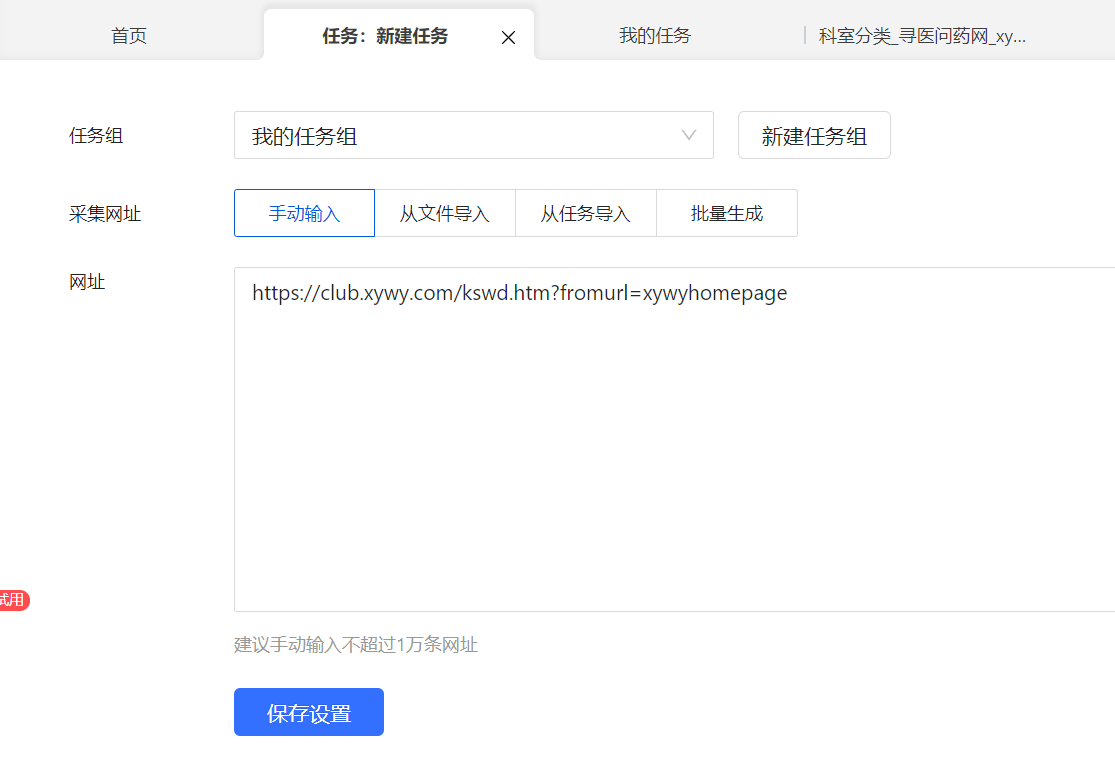 首页
任务：新建任务
我的任务
科室分类_寻医问药网_xy...
任务组
我的任务组
新建任务组
采集网址
手动输入
从文件导入
从任务导入
批量生成
网址
https://club.xywy.com/kswd.htm?fromurl=xywyhomepage
试用
建议手动输入不超过1万条网址
保存设置